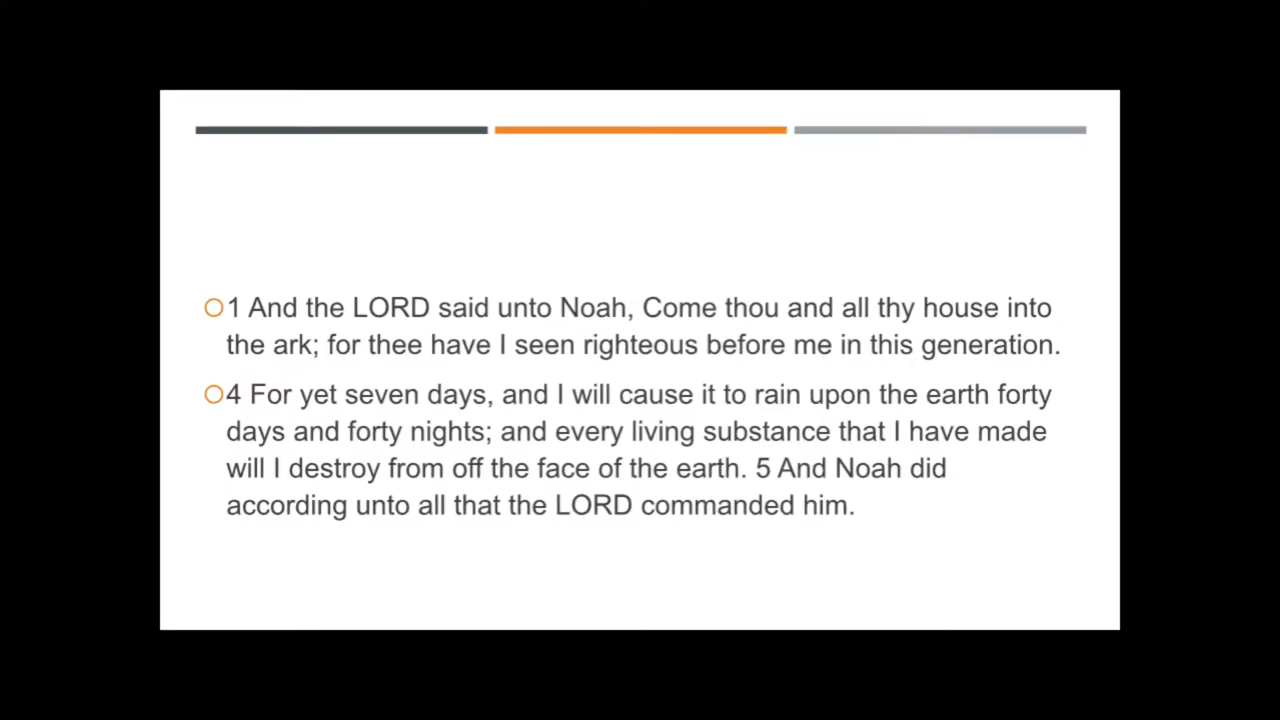 1 And the LORD said unto Noah, Come thou and all thy house into
the ark; for thee have I seen righteous before me in this generation.
4 For yet seven days, and I will cause it to rain upon the earth forty
days and forty nights; and every living substance that I have made
will I destroy from off the face of the earth. 5 And Noah did
according unto all that the LORD commanded him.